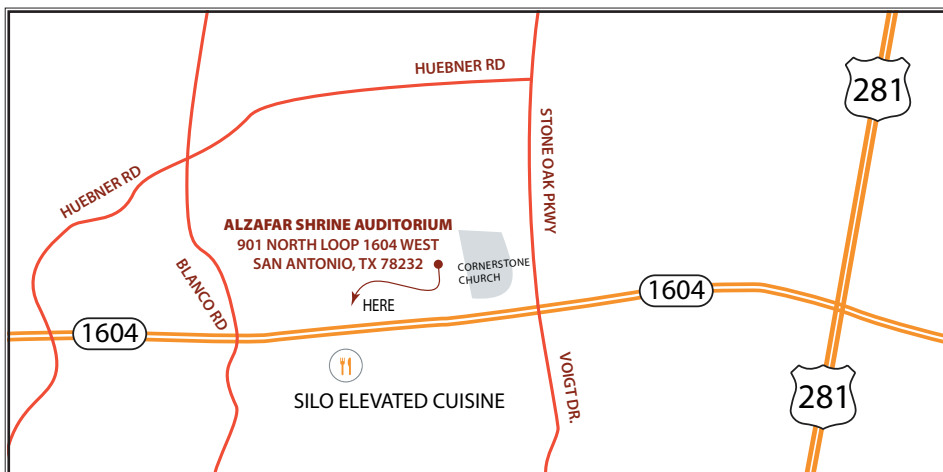 HUEBNER RD
281
STONE OAK PKWY
HUEBNER RD
ALZAFAR SHRINE AUDITORIUM
901 NORTH LOOP 1604 WEST
SAN ANTONIO, TX 78232
CORNERSTONE
CHURCH
BLANCO RD
HERE
1604
1604
VOIGT DR.
281
SILO ELEVATED CUISINE